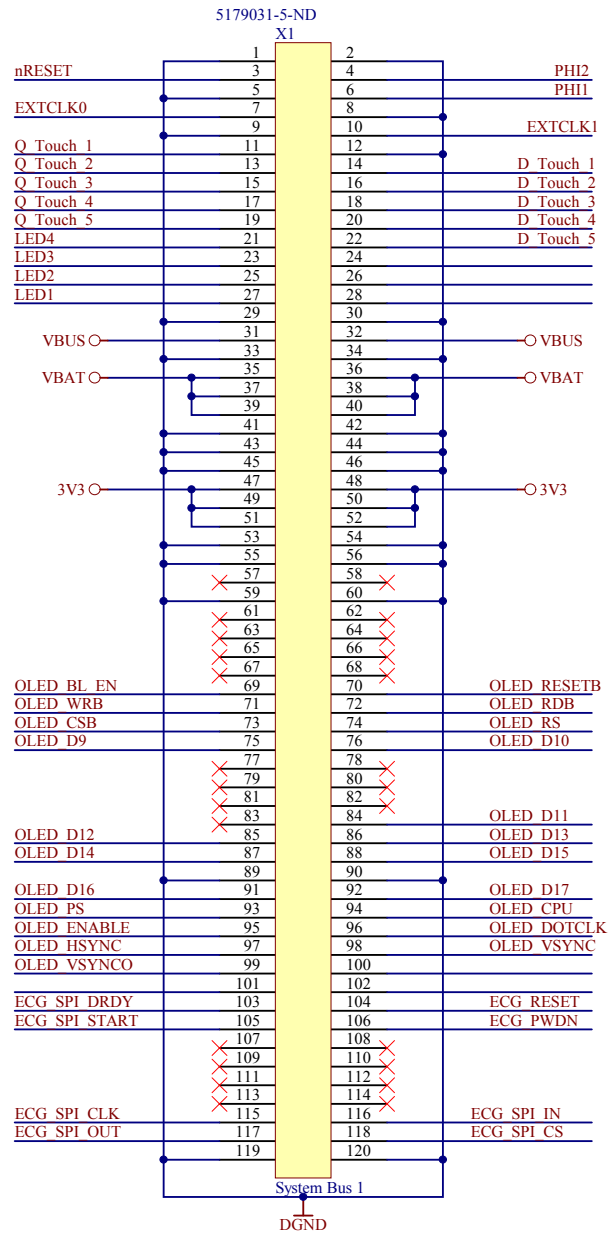 5179031-5-ND
X1
1 2
nRESET 3 4 PHI2
5 6 PHI1
EXTCLK0 7 8
9 10 EXTCLK1
Q_Touch_1 11 12
Q_Touch_2 13 14 D_Touch_1
Q_Touch_3 15 16 D_Touch_2
Q_Touch_4 17 18 D_Touch_3
Q_Touch_5 19 20 D_Touch_4
LED4 21 22 D_Touch_5
LED3 23 24
LED2 25 26
LED1 27 28
29 30
VBUS 31 32 VBUS
33 34
VBAT 35 36 VBAT
37 38
39 40
41 42
43 44
45 46
3V3 47 48 3V3
49 50
51 52
53 54
55 56
57 58
59 60
61 62
63 64
65 66
67 68
OLED_BL_EN 69 70 OLED_RESETB
OLED_WRB 71 72 OLED_RDB
OLED_CSB 73 74 OLED_RS
OLED_D9 75 76 OLED_D10
77 78
79 80
81 82
83 84 OLED_D11
OLED_D12 85 86 OLED_D13
OLED_D14 87 88 OLED_D15
89 90
OLED_D16 91 92 OLED_D17
OLED_PS 93 94 OLED_CPU
OLED_ENABLE 95 96 OLED_DOTCLK
OLED_HSYNC 97 98 OLED_VSYNC
OLED_VSYNCO 99 100
101 102
ECG_SPI_DRDY 103 104 ECG_RESET
ECG_SPI_START 105 106 ECG_PWDN
107 108
109 110
111 112
113 114
ECG_SPI_CLK 115 116 ECG_SPI_IN
ECG_SPI_OUT 117 118 ECG_SPI_CS
119 120
System Bus 1
DGND